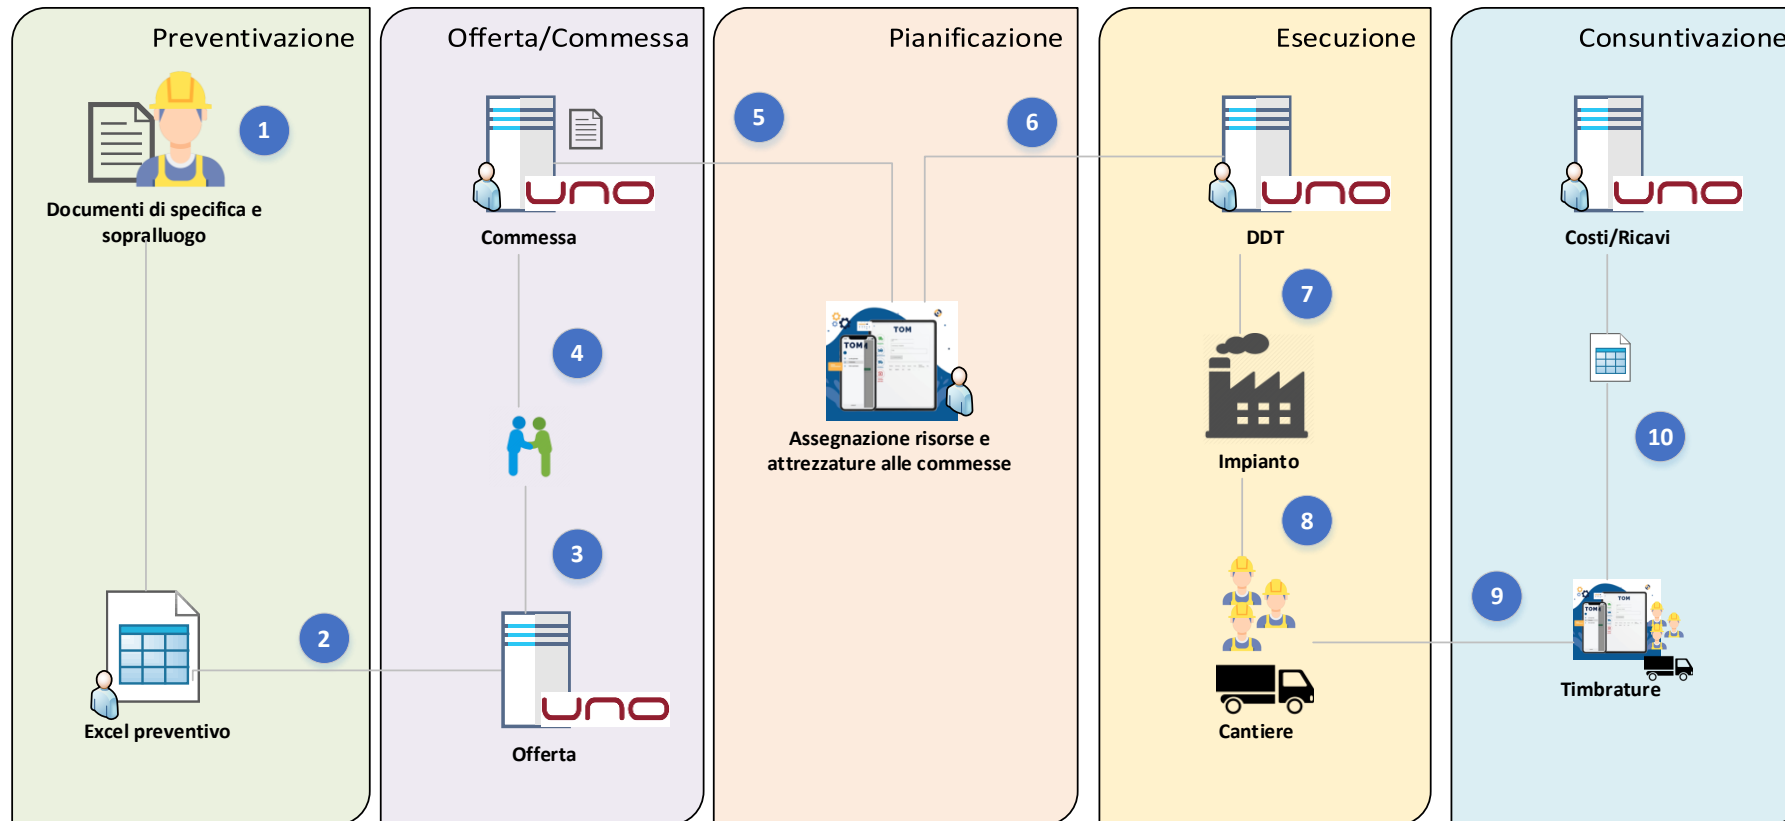 Preventivazione
Offerta/Commessa
Pianificazione
Esecuzione
Consuntivazione
1
Documenti di specifica e
sopralluogo
2
Excel preventivo
uno
Commessa
4
3
uno
Offerta
5
6
TOM
TOM
Assegnazione risorse e
attrezzature alle commesse
uno
DDT
7
Impianto
8
Cantiere
9
uno
Costi/Ricavi
10
TOM
TOM
Timbrature